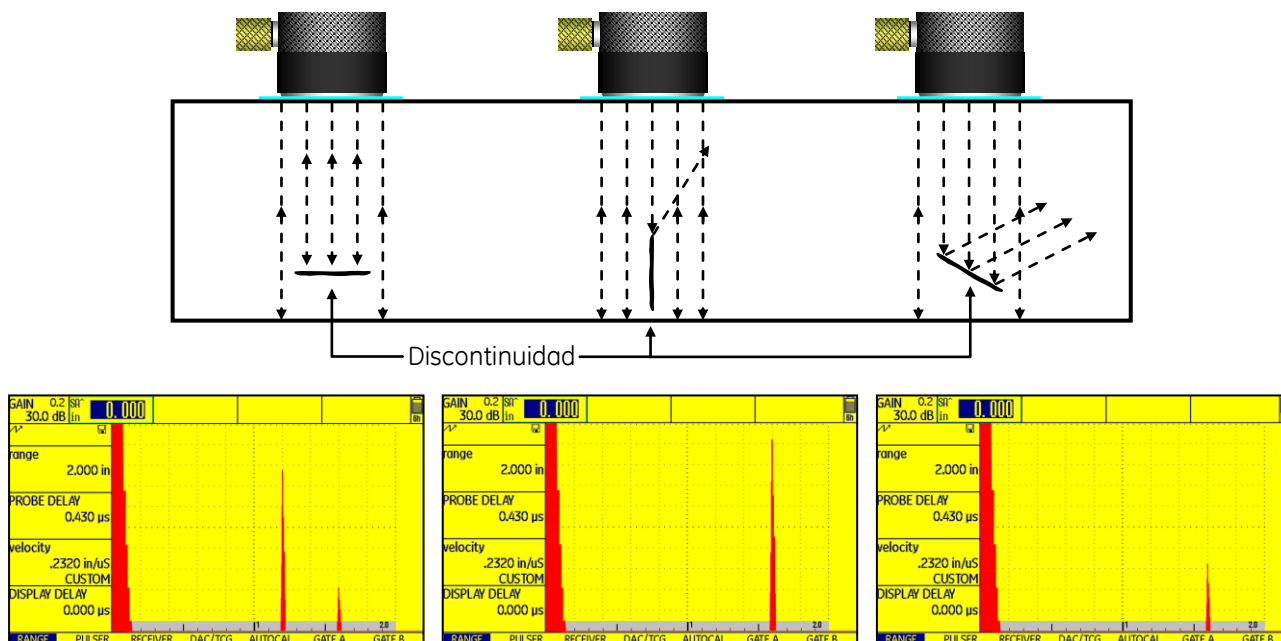 Discontinuidad
GAIN 0.2 SA^ 0.000
30.0 dB in
6h
range
2.000 in
PROBE DELAY
0.430 µs
velocity
.2320 in/uS
CUSTOM
DISPLAY DELAY
0.000 µs
1 2.0
RANGE PULSER RECEIVER DAC/TCG AUTOCAL GATE A GATE B
GAIN 0.2 SA^ 0.000
30.0 dB in
6h
range
2.000 in
PROBE DELAY
0.430 µs
velocity
.2320 in/uS
CUSTOM
DISPLAY DELAY
0.000 µs
1 2.0
RANGE PULSER RECEIVER DAC/TCG AUTOCAL GATE A GATE B
GAIN 0.2 SA^ 0.000
30.0 dB in
range
2.000 in
PROBE DELAY
0.430 µs
velocity
.2320 in/uS
CUSTOM
DISPLAY DELAY
0.000 µs
1 2.0
RANGE PULSER RECEIVER DAC/TCG AUTOCAL GATE A GATE B